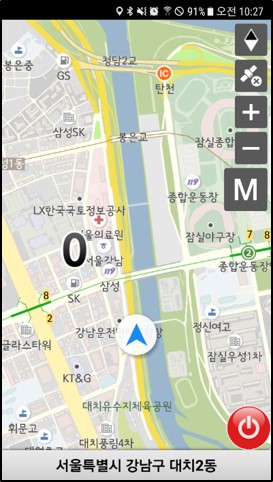 91% 오전 10:27
봉은중
GS
청담2교
IC
탄천
삼성SK
봉은교
잠실종합
M
LX한국국토정보공사
종합운동장
119
0
서울의료원
서울강남
119
잠실야구장
7
8
2
종합운동장
삼성
SK
8
2
강남운전
장
정신여고
글라스타워
잠실우성1차
KT&G
대치유수지체육공원
휘문고
대치풍림4차
서울특별시 강남구 대치2동